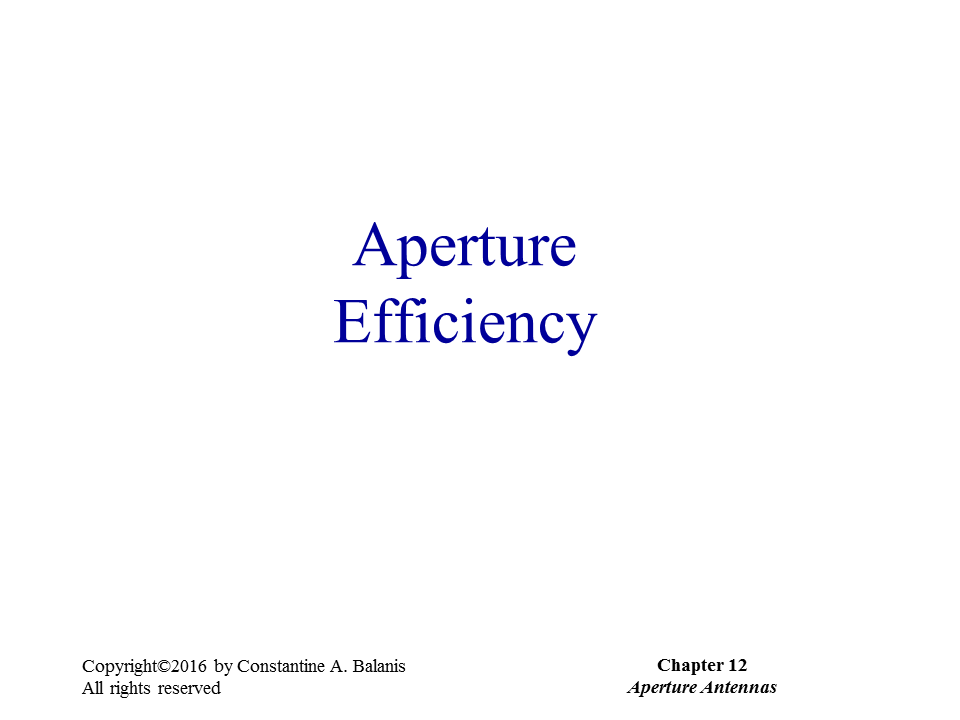 Aperture
Efficiency
Copyright©2016 by Constantine A. Balanis
All rights reserved
Chapter 12
Aperture Antennas